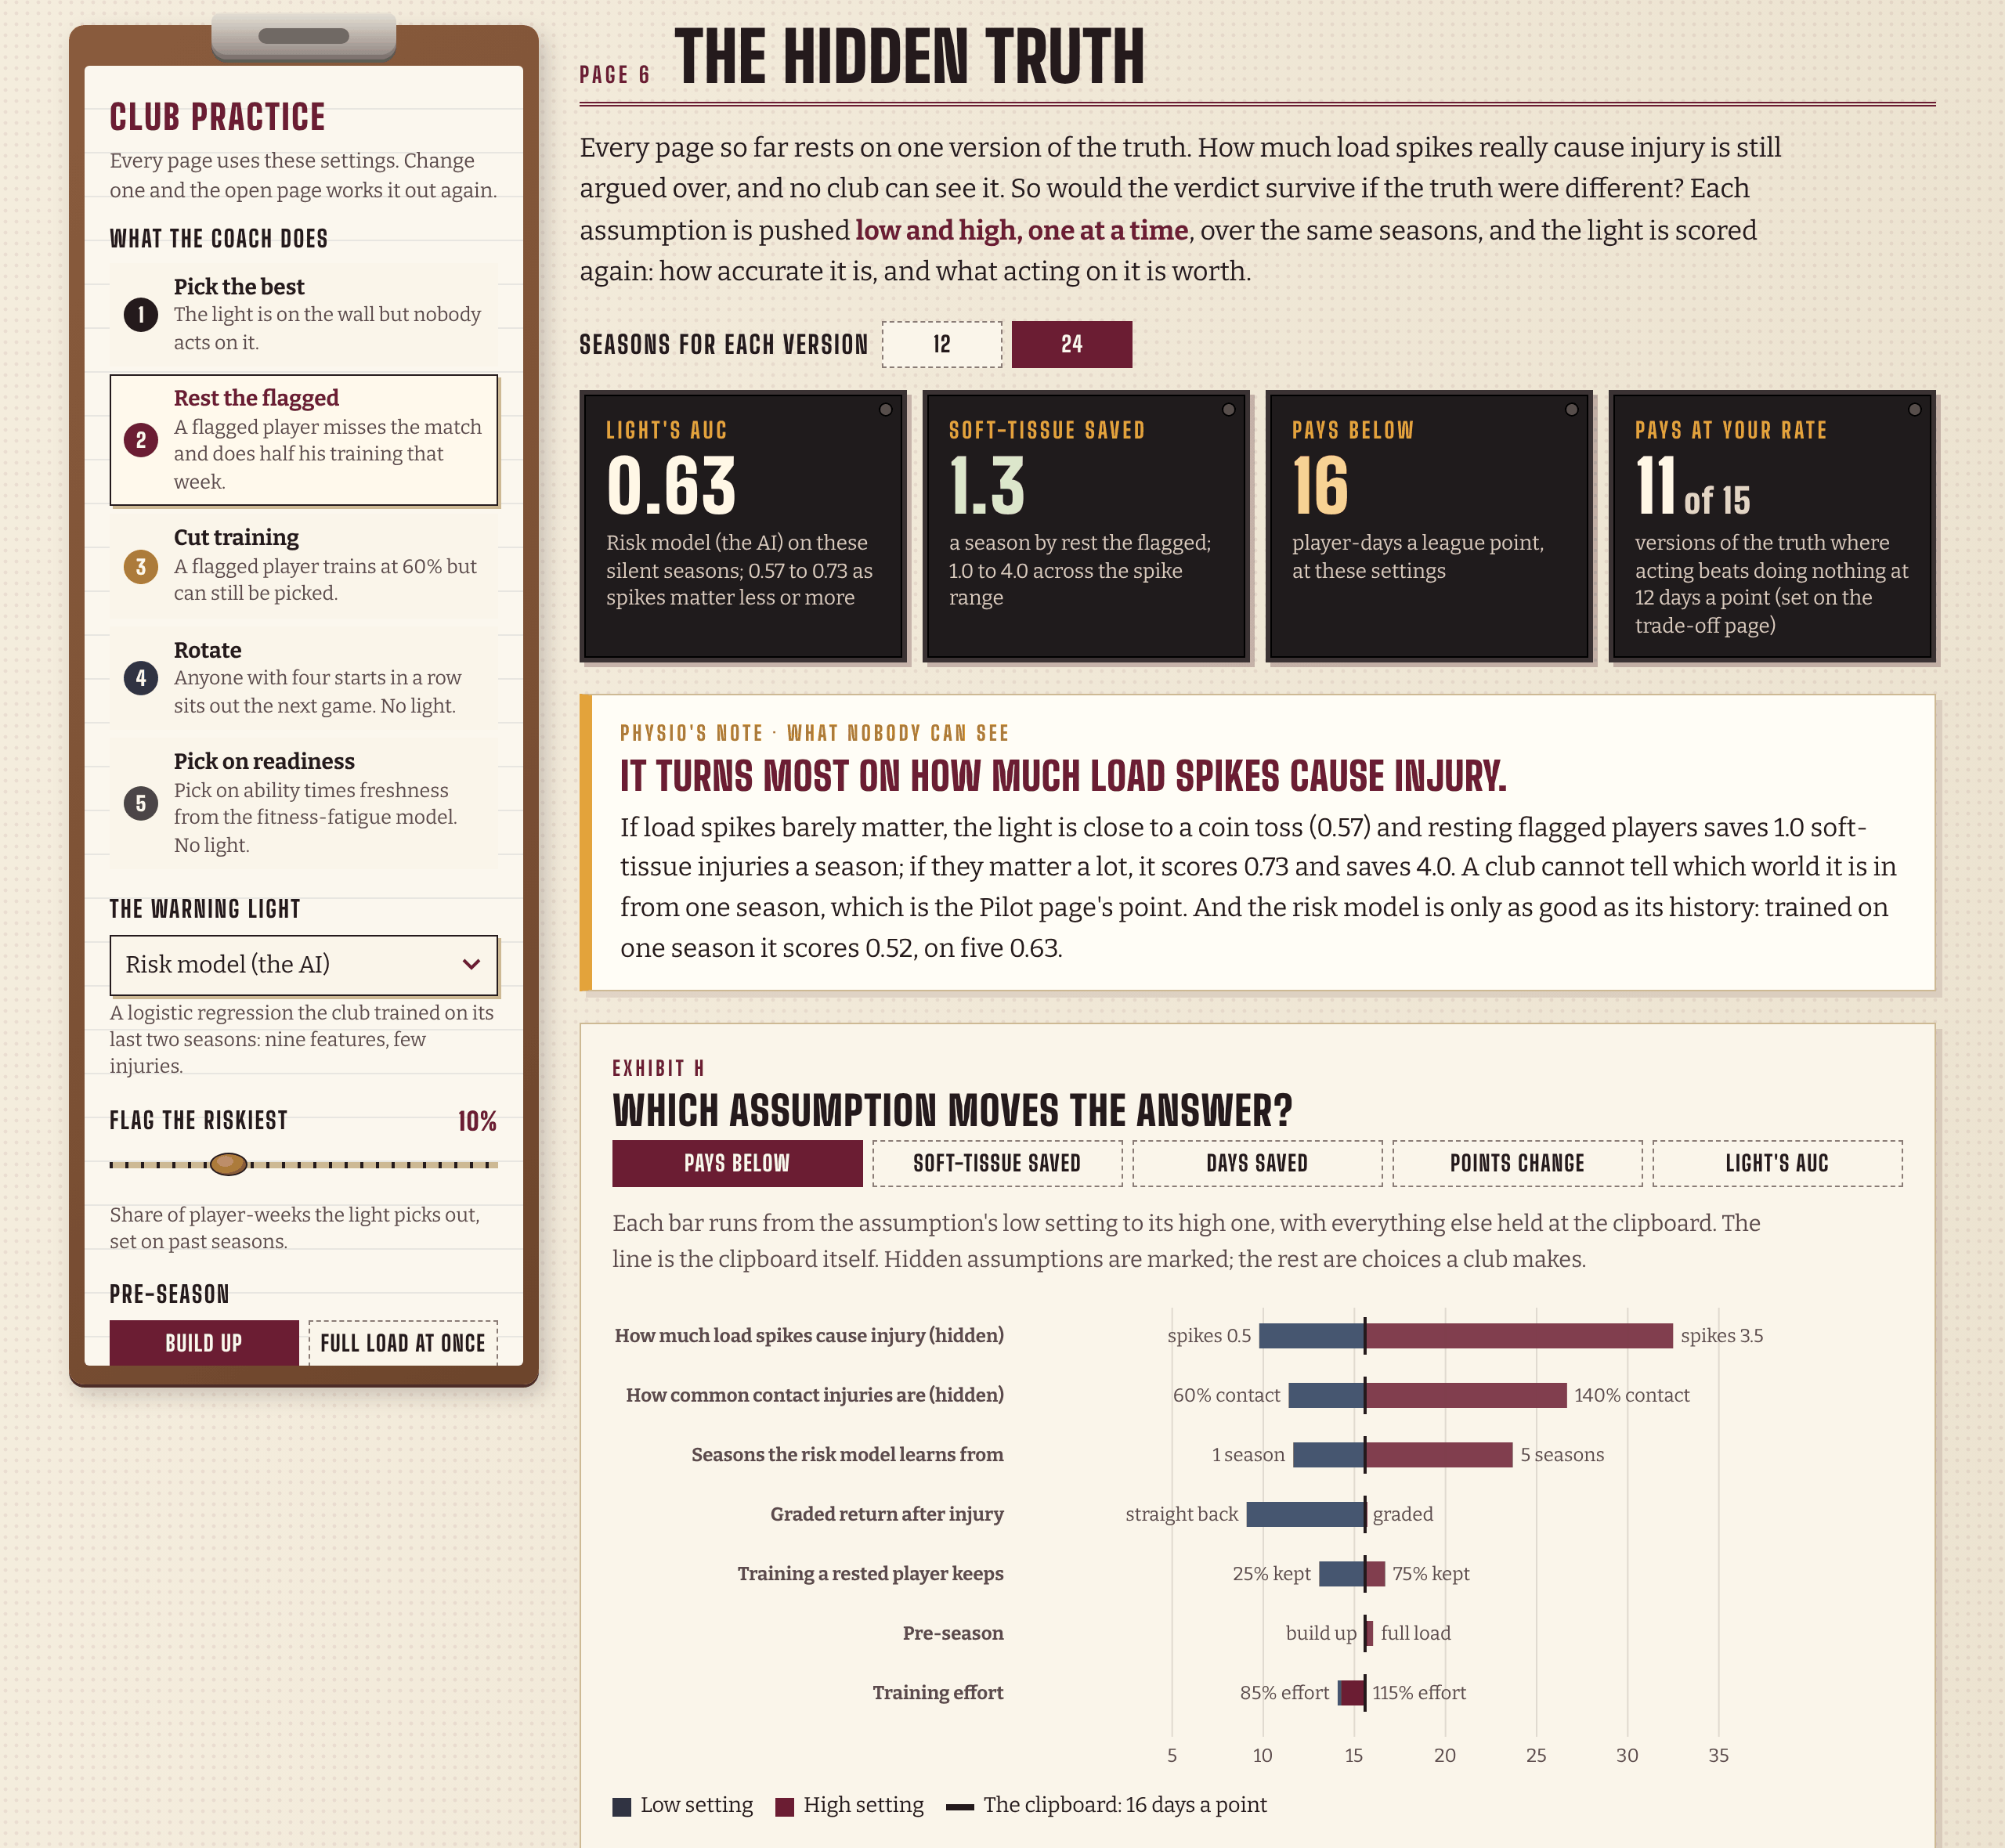 CLUB PRACTICE
Every page uses these settings. Change
one and the open page works it out again.
WHAT THE COACH DOES
1
Pick the best
The light is on the wall but nobody
acts on it.
2
Rest the flagged
A flagged player misses the match
and does half his training that
week.
3
Cut training
A flagged player trains at 60% but
can still be picked.
4
Rotate
Anyone with four starts in a row
sits out the next game. No light.
5
Pick on readiness
Pick on ability times freshness
from the fitness-fatigue model.
No light.
THE WARNING LIGHT
Risk model (the AI)
A logistic regression the club trained on its
last two seasons: nine features, few
injuries.
FLAG THE RISKIEST 10%
Share of player-weeks the light picks out,
set on past seasons.
PRE-SEASON
BUILD UP FULL LOAD AT ONCE
PAGE 6 THE HIDDEN TRUTH
Every page so far rests on one version of the truth. How much load spikes really cause injury is still
argued over, and no club can see it. So would the verdict survive if the truth were different? Each
assumption is pushed low and high, one at a time, over the same seasons, and the light is scored
again: how accurate it is, and what acting on it is worth.
SEASONS FOR EACH VERSION 12 24
LIGHT'S AUC
0.63
Risk model (the AI) on these
silent seasons; 0.57 to 0.73 as
spikes matter less or more
SOFT-TISSUE SAVED
1.3
a season by rest the flagged;
1.0 to 4.0 across the spike
range
PAYS BELOW
16
player-days a league point,
at these settings
PAYS AT YOUR RATE
11 of 15
versions of the truth where
acting beats doing nothing at
12 days a point (set on the
trade-off page)
PHYSIO'S NOTE · WHAT NOBODY CAN SEE
IT TURNS MOST ON HOW MUCH LOAD SPIKES CAUSE INJURY.
If load spikes barely matter, the light is close to a coin toss (0.57) and resting flagged players saves 1.0 soft-
tissue injuries a season; if they matter a lot, it scores 0.73 and saves 4.0. A club cannot tell which world it is in
from one season, which is the Pilot page's point. And the risk model is only as good as its history: trained on
one season it scores 0.52, on five 0.63.
EXHIBIT H
WHICH ASSUMPTION MOVES THE ANSWER?
PAYS BELOW SOFT-TISSUE SAVED DAYS SAVED POINTS CHANGE LIGHT'S AUC
Each bar runs from the assumption's low setting to its high one, with everything else held at the clipboard. The
line is the clipboard itself. Hidden assumptions are marked; the rest are choices a club makes.
How much load spikes cause injury (hidden) spikes 0.5 spikes 3.5
How common contact injuries are (hidden) 60% contact 140% contact
Seasons the risk model learns from 1 season 5 seasons
Graded return after injury straight back graded
Training a rested player keeps 25% kept 75% kept
Pre-season build up full load
Training effort 85% effort 115% effort
5 10 15 20 25 30 35
Low setting High setting The clipboard: 16 days a point